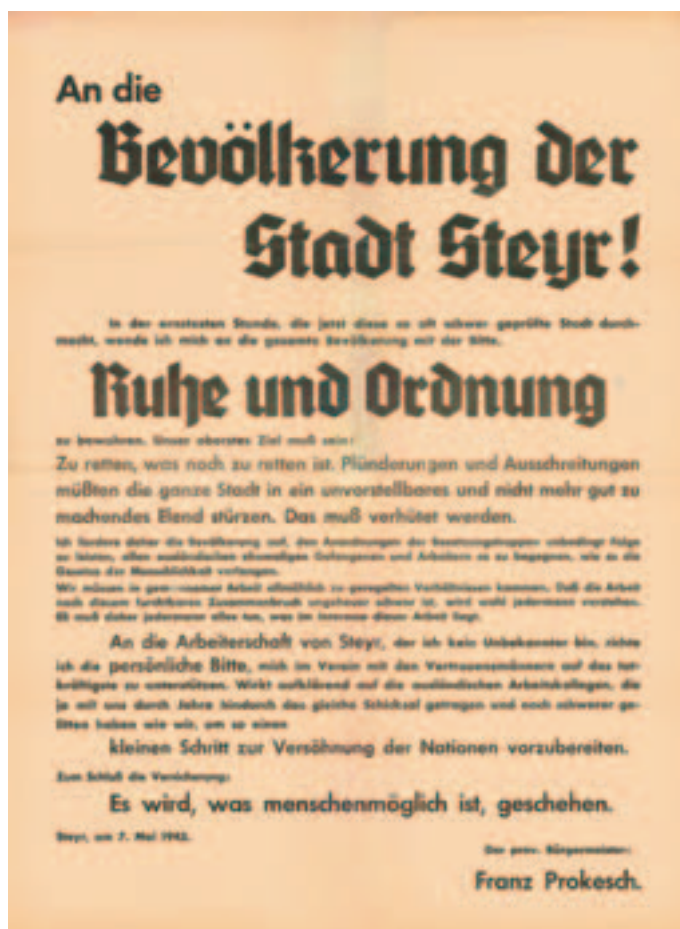 An die
Bevölkerung der
Stadt Steyr!
In der ernstesten Stunde, die jetzt diese so oft schwer geprüfte Stadt durch-
macht, wende ich mich an die gesamte Bevölkerung mit der Bitte,
Ruhe und Ordnung
zu bewahren. Unser oberstes Ziel muß sein:
Zu retten, was noch zu retten ist. Plünderungen und Ausschreitungen
müßten die ganze Stadt in ein unvorstellbares und nicht mehr gut zu
machendes Elend stürzen. Das muß verhütet werden.
Ich fordere daher die Bevölkerung auf, den Anordnungen der Besatzungstruppen unbedingt Folge
zu leisten, allen ausländischen ehemaligen Gefangenen und Arbeitern so zu begegnen, wie es die
Gesetze der Menschlichkeit verlangen.
Wir müssen in gemeinsamer Arbeit allmählich zu geregelten Verhältnissen kommen. Daß die Arbeit
nach diesem furchtbaren Zusammenbruch ungeheuer schwer ist, wird wohl jedermann verstehen.
Es muß daher jedermann alles tun, was im Interesse dieser Arbeit liegt.
An die Arbeiterschaft von Steyr, der ich kein Unbekannter bin, richte
ich die persönliche Bitte, mich im Verein mit den Vertrauensmännern auf das tat-
kräftigste zu unterstützen. Wirkt aufklärend auf die ausländischen Arbeitskollegen, die
ja mit uns durch Jahre hindurch das gleiche Schicksal getragen und noch schwerer ge-
litten haben wie wir, um so einen
kleinen Schritt zur Versöhnung der Nationen vorzubereiten.
Zum Schluß die Versicherung:
Es wird, was menschenmöglich ist, geschehen.
Steyr, am 7. Mai 1945.
Der prov. Bürgermeister:
Franz Prokesch.